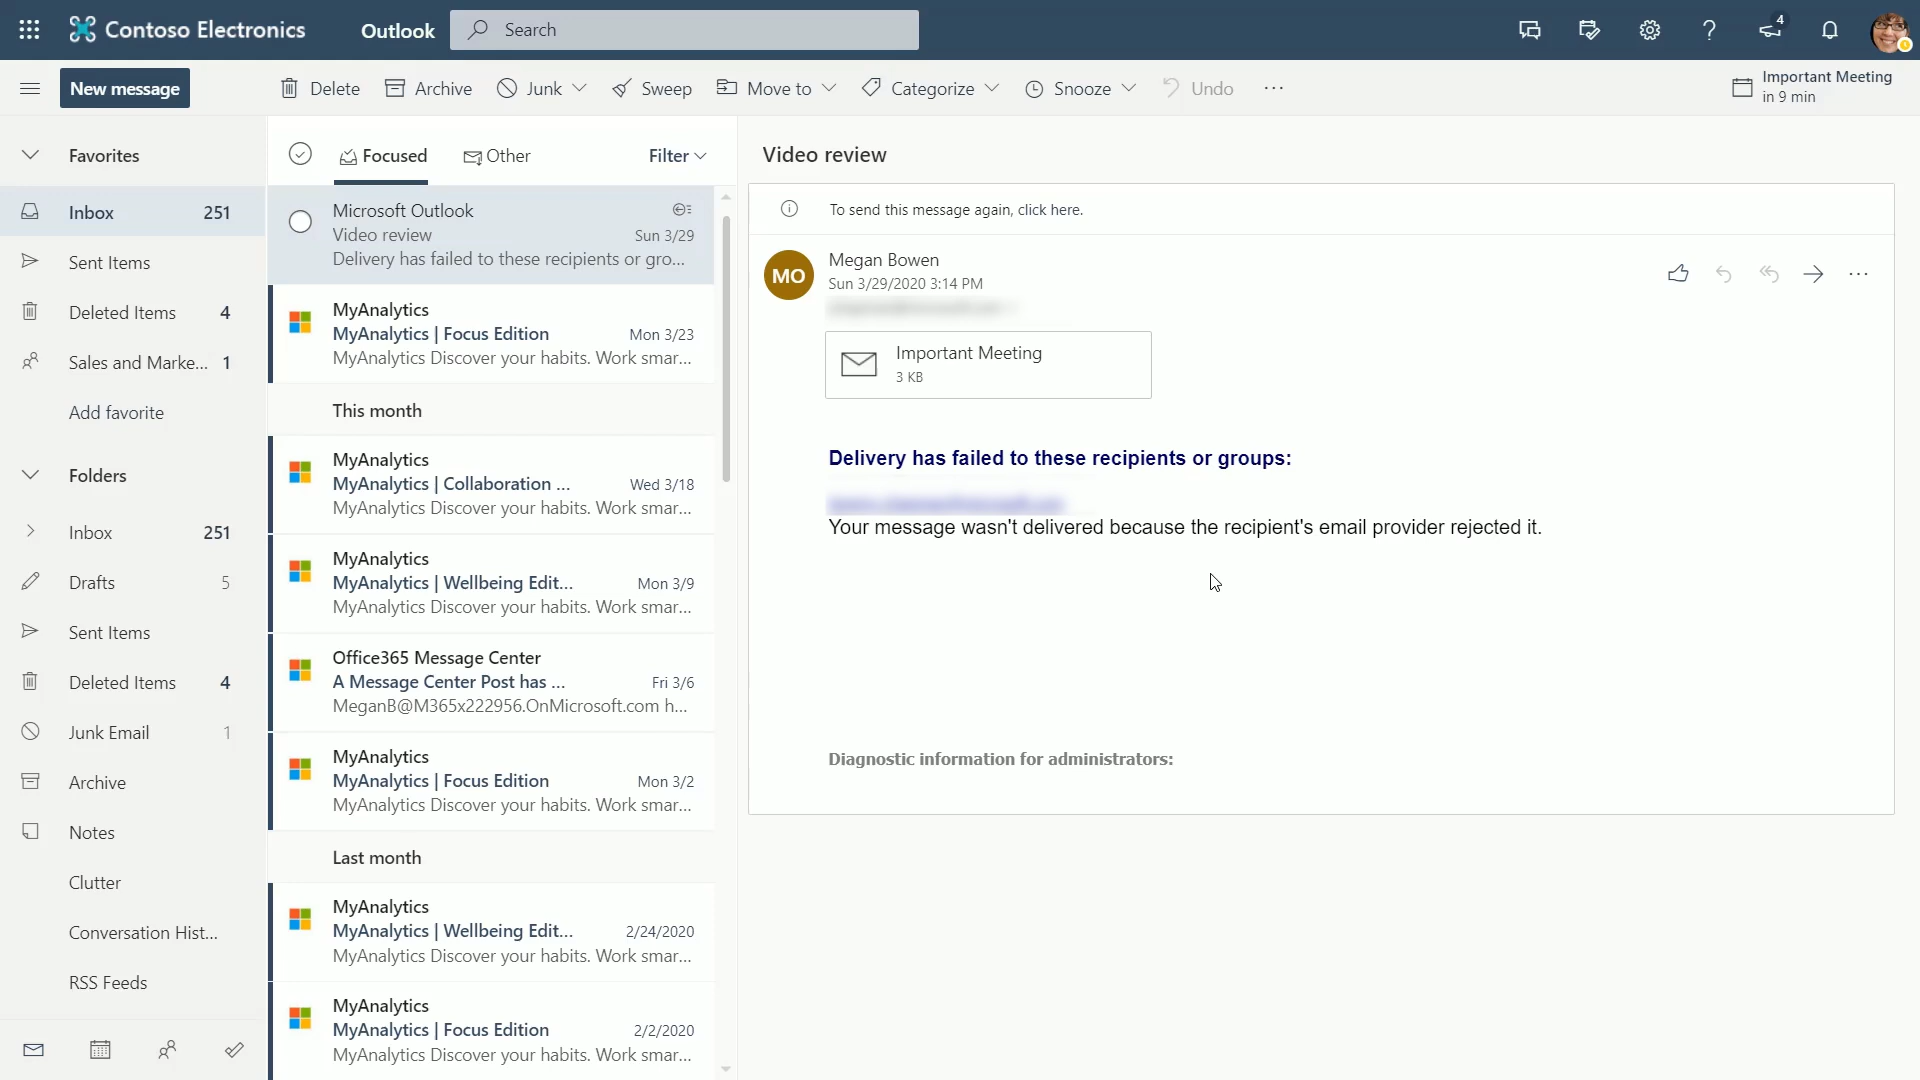 Contoso Electronics
Outlook
Search
4
New message
Delete
Archive
Junk
Sweep
Move to
Categorize
Snooze
Undo
Important Meeting
in 9 min
Favorites
Inbox 251
Sent Items
Deleted Items 4
Sales and Marke... 1
Add favorite
Folders
Inbox 251
Drafts 5
Sent Items
Deleted Items 4
Junk Email 1
Archive
Notes
Clutter
Conversation Hist...
RSS Feeds
Focused
Other
Filter
Microsoft Outlook
Video review Sun 3/29
Delivery has failed to these recipients or gro...
MyAnalytics
MyAnalytics | Focus Edition Mon 3/23
MyAnalytics Discover your habits. Work smar...
This month
MyAnalytics
MyAnalytics | Collaboration ... Wed 3/18
MyAnalytics Discover your habits. Work smar...
MyAnalytics
MyAnalytics | Wellbeing Edit... Mon 3/9
MyAnalytics Discover your habits. Work smar...
Office365 Message Center
A Message Center Post has ... Fri 3/6
MeganB@M365x222956.OnMicrosoft.com h...
MyAnalytics
MyAnalytics | Focus Edition Mon 3/2
MyAnalytics Discover your habits. Work smar...
Last month
MyAnalytics
MyAnalytics | Wellbeing Edit... 2/24/2020
MyAnalytics Discover your habits. Work smar...
MyAnalytics
MyAnalytics | Focus Edition 2/2/2020
MyAnalytics Discover your habits. Work smar...
Video review
To send this message again, click here.
MO
Megan Bowen
Sun 3/29/2020 3:14 PM
Important Meeting
3 KB
Delivery has failed to these recipients or groups:
Your message wasn't delivered because the recipient's email provider rejected it.
Diagnostic information for administrators: